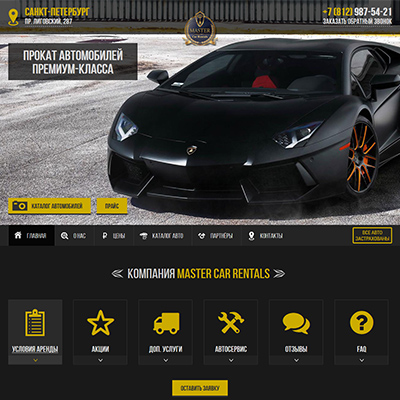 САНКТ-ПЕТЕРБУРГ
ПР. ЛИГОВСКИЙ, 287
MASTER
Car Rentals
+7 (812) 987-54-21
ЗАКАЗАТЬ ОБРАТНЫЙ ЗВОНОК
ПРОКАТ АВТОМОБИЛЕЙ
ПРЕМИУМ-КЛАССА
КАТАЛОГ АВТОМОБИЛЕЙ
ПРАЙС
ГЛАВНАЯ
О НАС
ЦЕНЫ
КАТАЛОГ АВТО
ПАРТНЁРЫ
КОНТАКТЫ
ВСЕ АВТО
ЗАСТРАХОВАНЫ
КОМПАНИЯ MASTER CAR RENTALS
УСЛОВИЯ АРЕНДЫ
АКЦИИ
ДОП. УСЛУГИ
АВТОСЕРВИС
ОТЗЫВЫ
FAQ
ОСТАВИТЬ ЗАЯВКУ